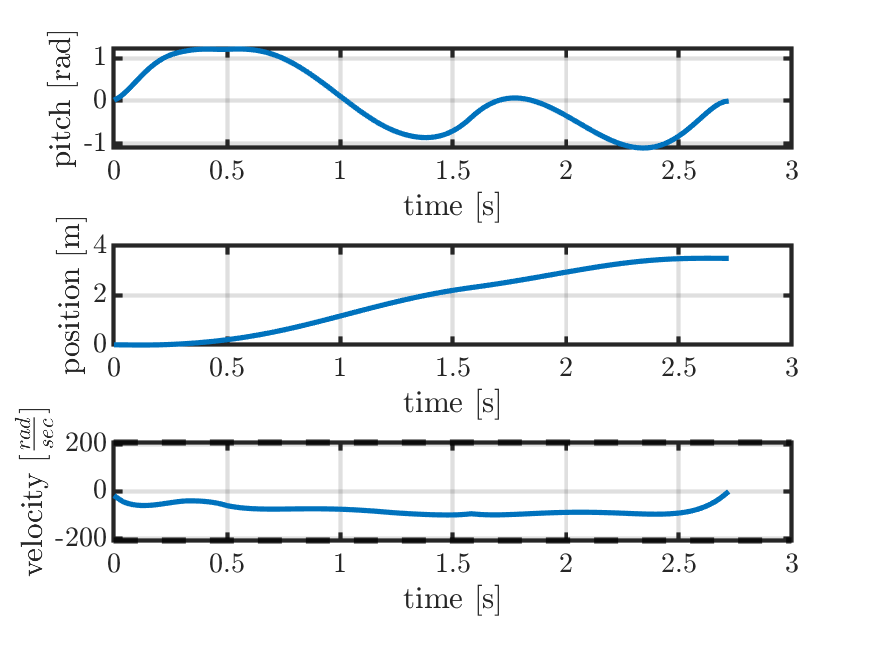 pitch [rad]
1
0
-1
0 0.5 1 1.5 2 2.5 3
time [s]
position [m]
4
2
0
0 0.5 1 1.5 2 2.5 3
time [s]
velocity [rad/sec]
200
0
-200
0 0.5 1 1.5 2 2.5 3
time [s]